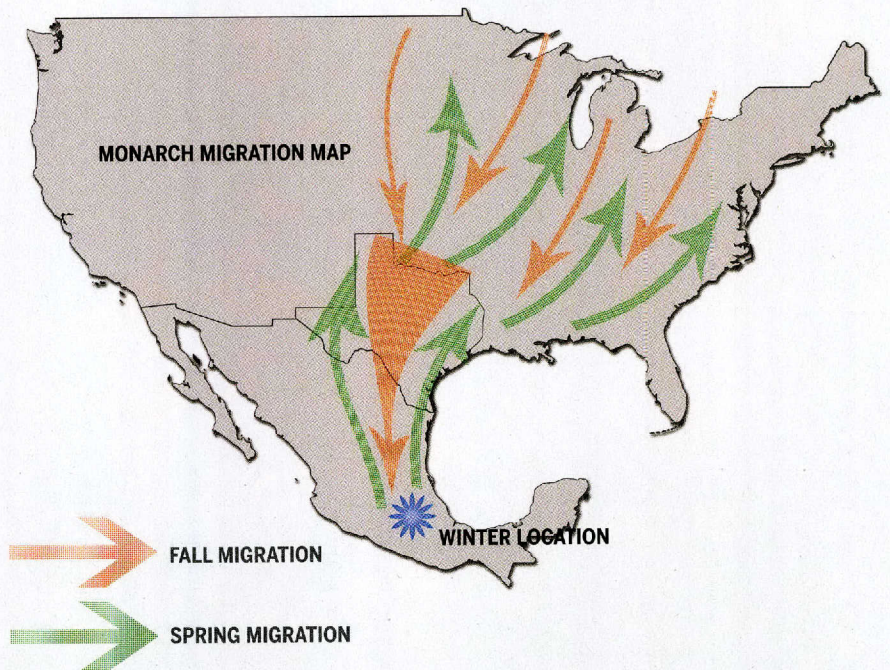 MONARCH MIGRATION MAP
WINTER LOCATION
FALL MIGRATION
SPRING MIGRATION